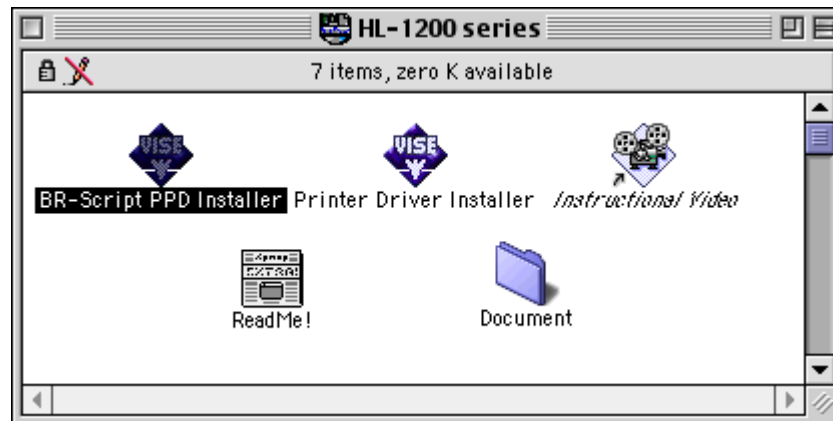 HL-1200 series
7 items, zero K available
VISE VISE
BR-Script PPD Installer Printer Driver Installer Instructional Video
EXTRA!
ReadMe! Document